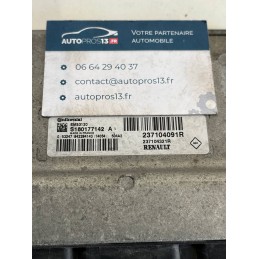 AUTOPROS13.FR
VOTRE PARTENAIRE
AUTOMOBILE
06 64 29 40 37
contact@autopros13.fr
autopros13.fr
Continental
S180177142 A
237104091R
237104321R
RENAULT